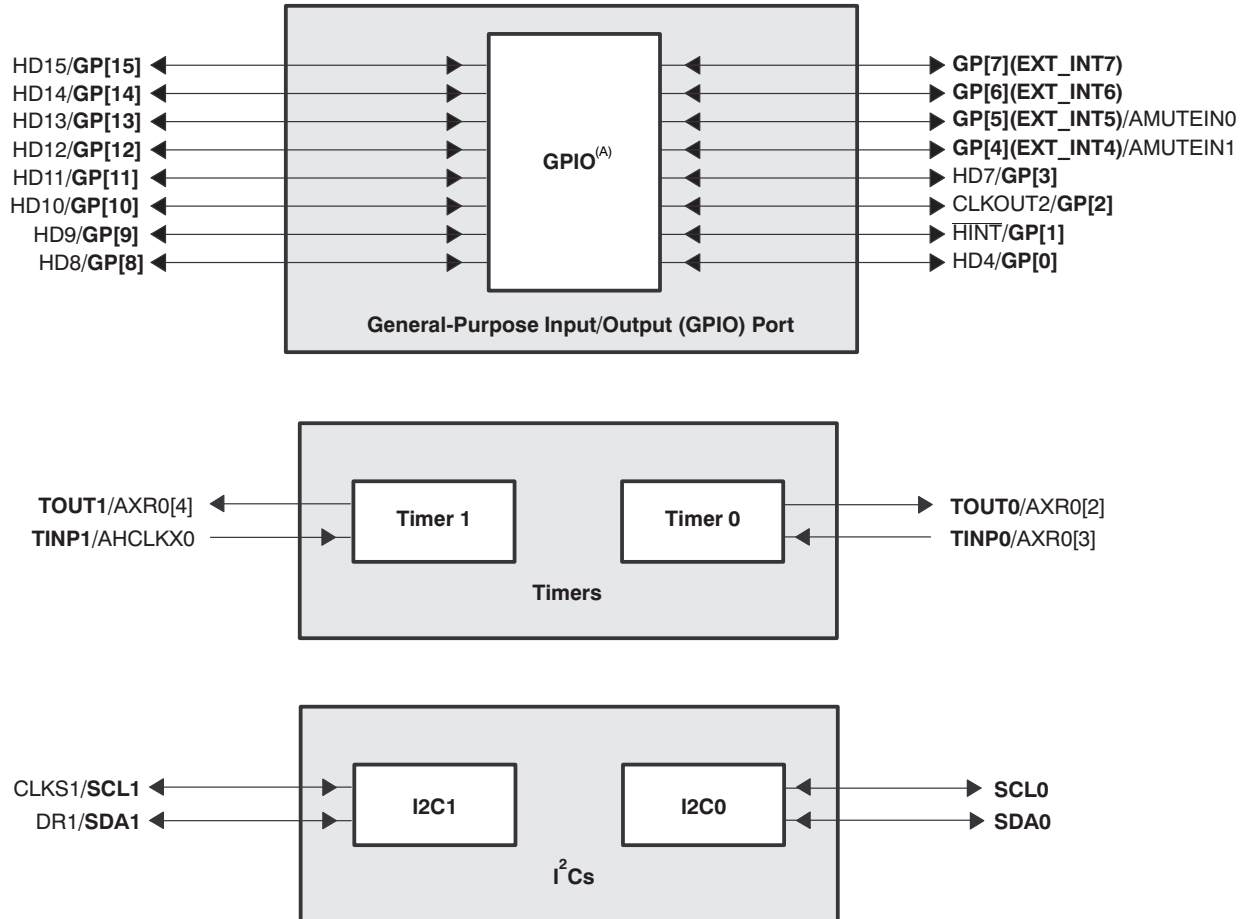 HD15/GP[15]
HD14/GP[14]
HD13/GP[13]
HD12/GP[12]
HD11/GP[11]
HD10/GP[10]
HD9/GP[9]
HD8/GP[8]
GPIO(A)
GP[7](EXT_INT7)
GP[6](EXT_INT6)
GP[5](EXT_INT5)/AMUTEIN0
GP[4](EXT_INT4)/AMUTEIN1
HD7/GP[3]
CLKOUT2/GP[2]
HINT/GP[1]
HD4/GP[0]
General-Purpose Input/Output (GPIO) Port
TOUT1/AXR0[4]
TINP1/AHCLKX0
Timer 1
Timer 0
TOUT0/AXR0[2]
TINP0/AXR0[3]
Timers
CLKS1/SCL1
DR1/SDA1
I2C1
I2C0
SCL0
SDA0
I²Cs